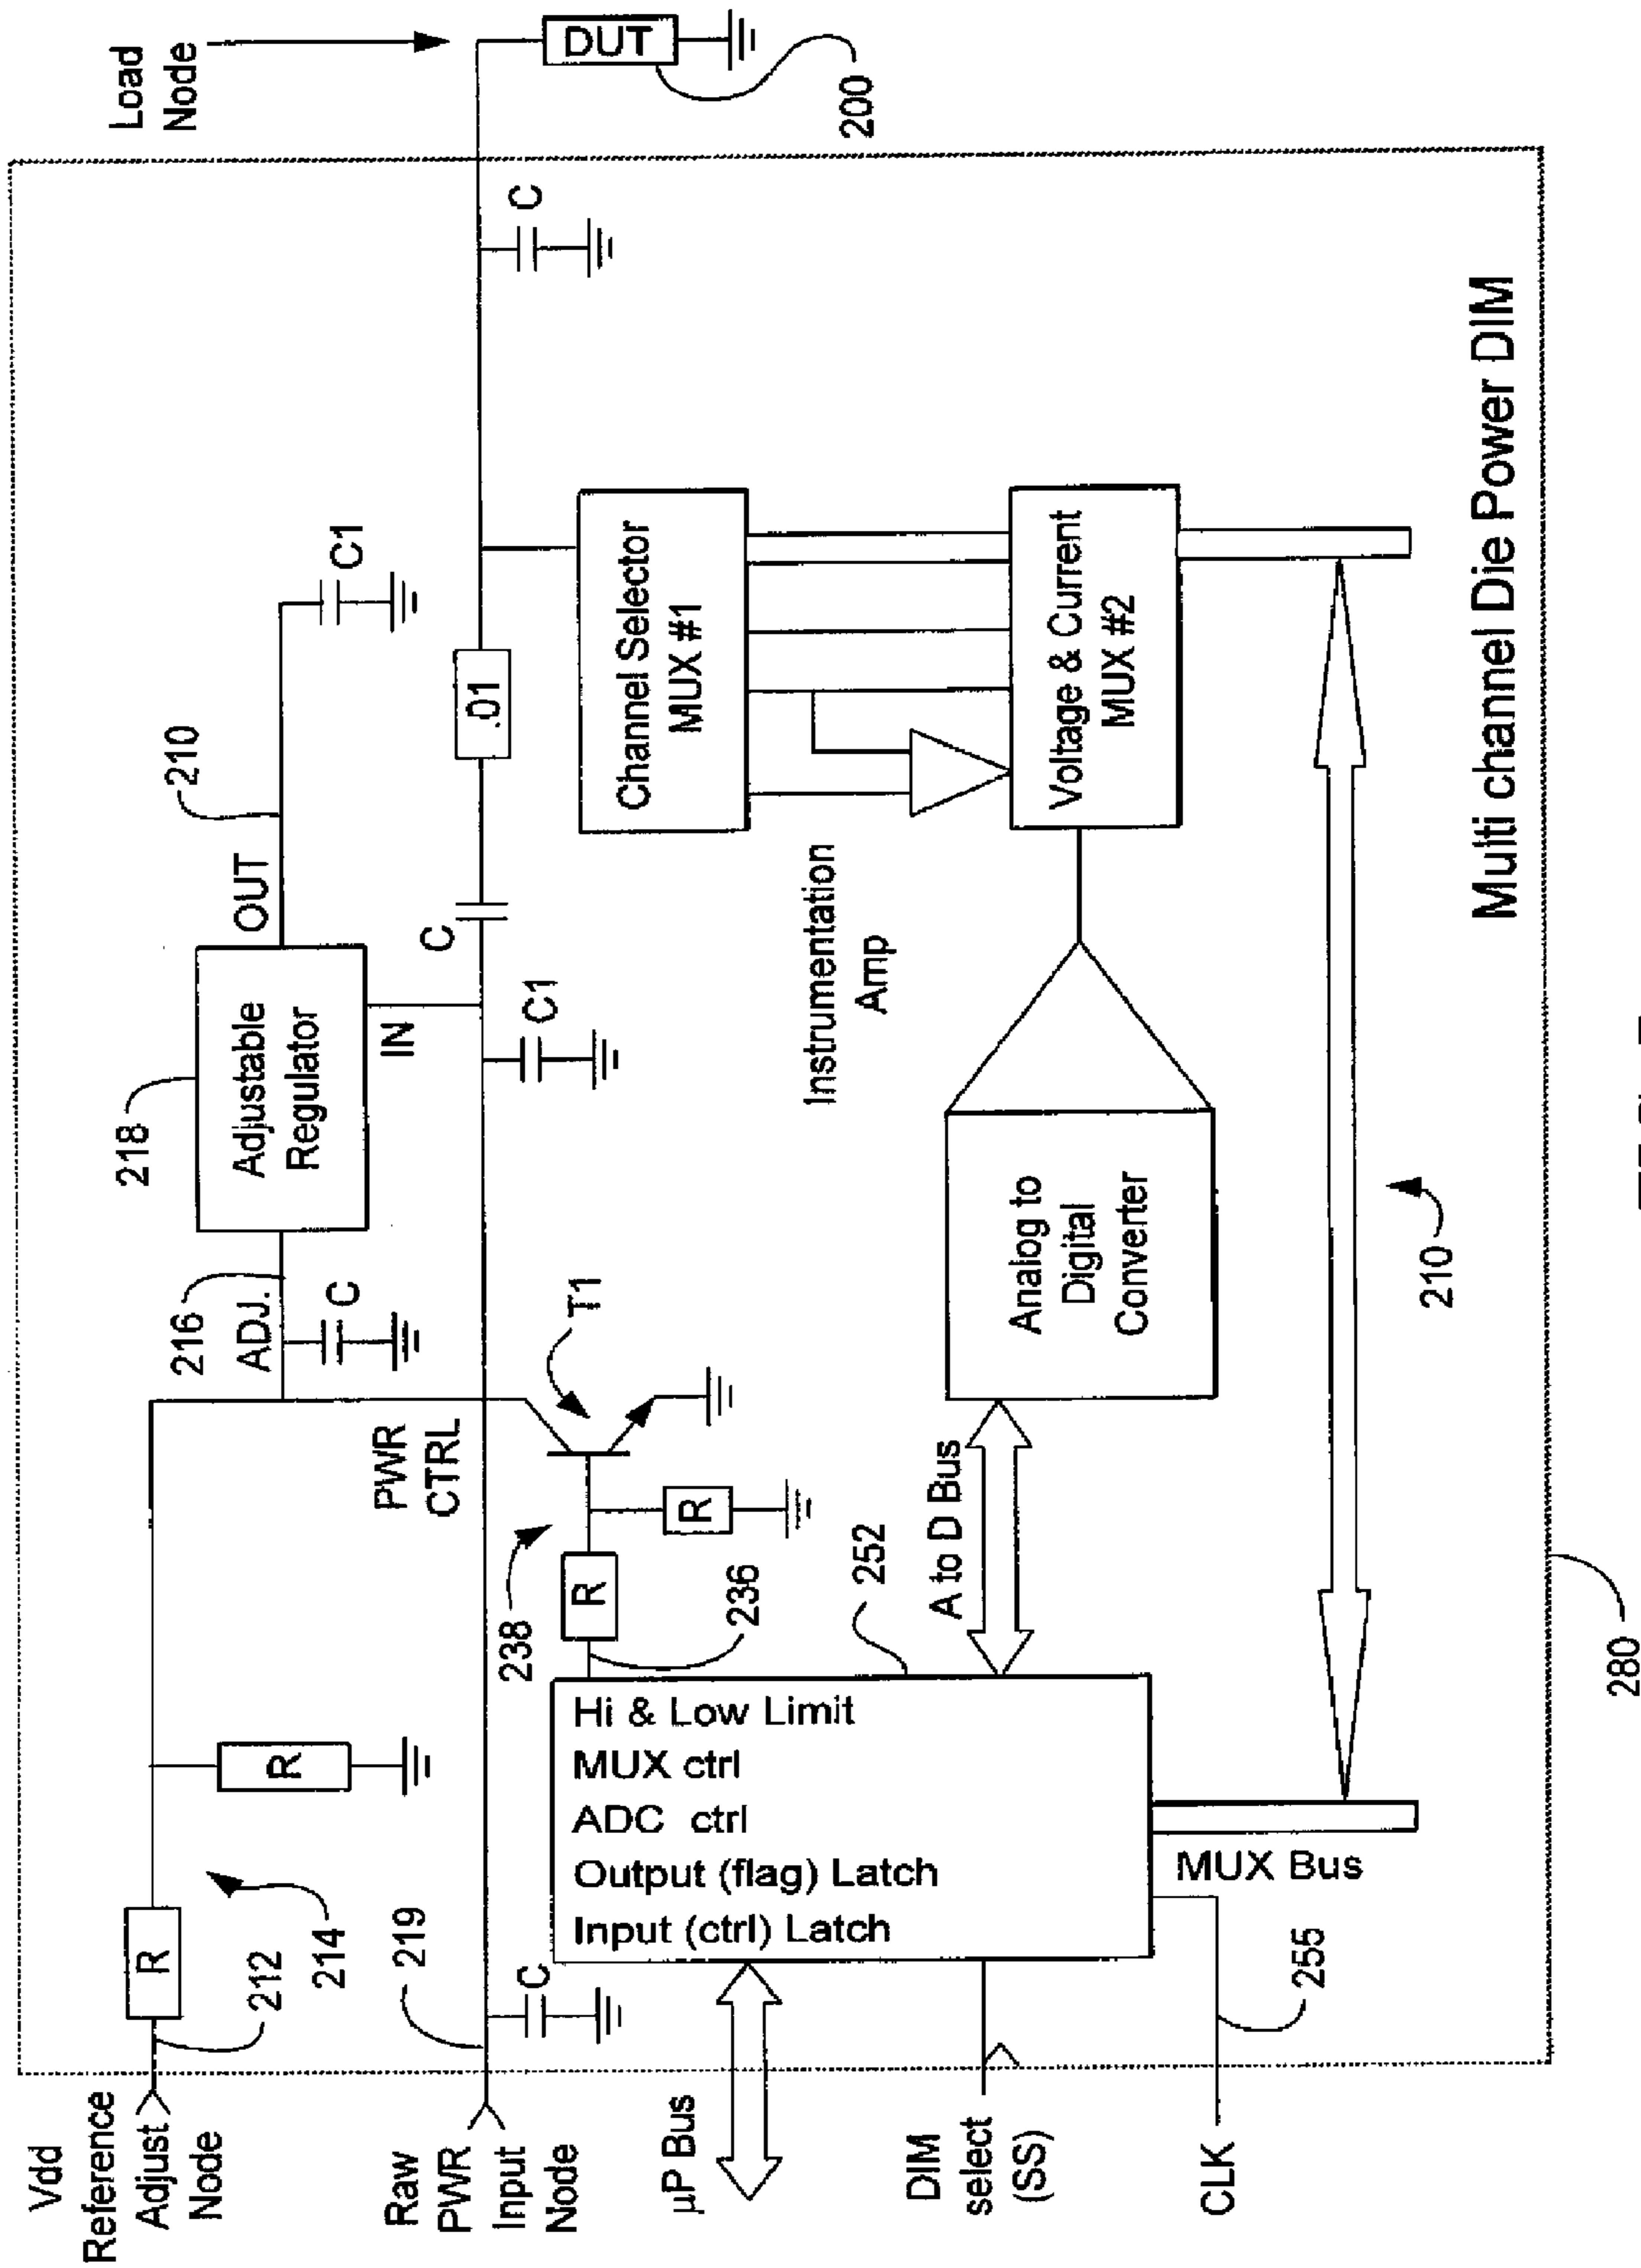 Vdd
Reference
Adjust
Node
212
R
214
R
Raw
PWR
Input
Node
219
C
PWR
CTRL
216
ADJ.
C
218
Adjustable
Regulator
IN
OUT
210
C1
C1
C
.01
C
Load
Node
DUT
200
T1
238
R
R
236
252
Hi & Low Limit
MUX ctrl
ADC ctrl
Output (flag) Latch
Input (ctrl) Latch
µP Bus
DIM
select
(SS)
CLK
255
MUX Bus
A to D Bus
Analog to
Digital
Converter
Instrumentation
Amp
Channel Selector
MUX #1
Voltage & Current
MUX #2
210
Multi channel Die Power DIM
280